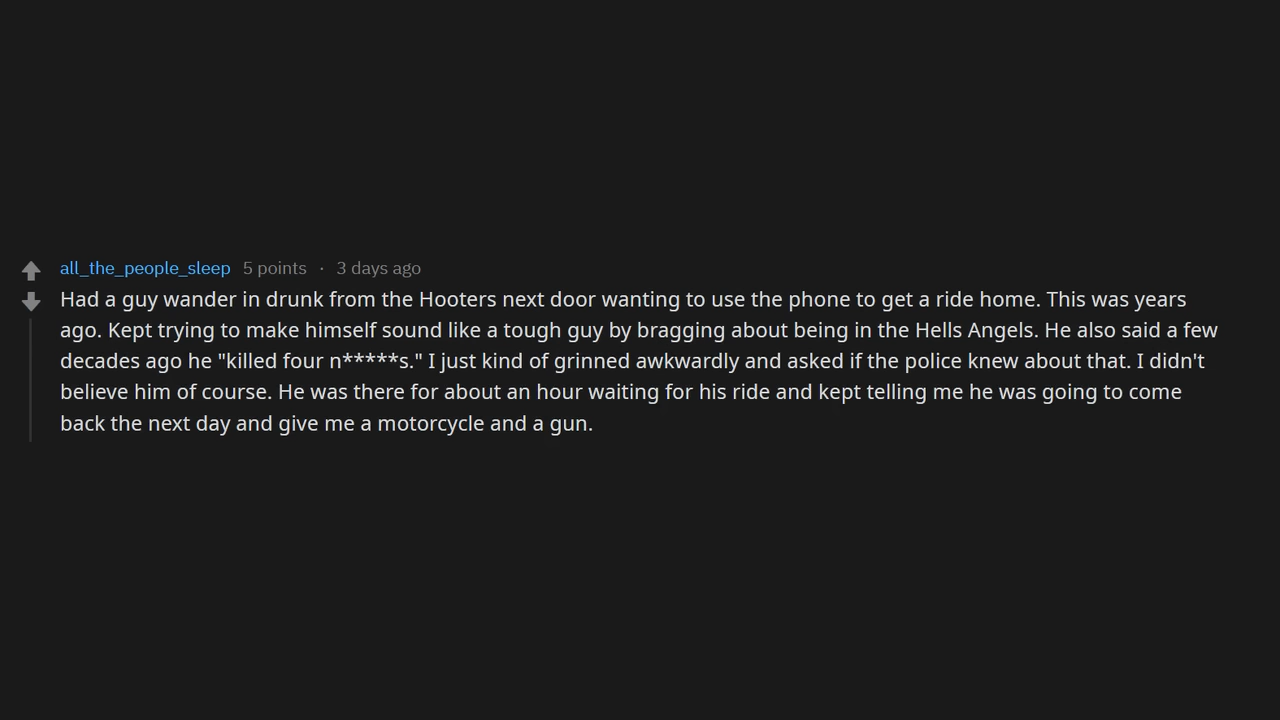 all_the_people_sleep 5 points · 3 days ago
Had a guy wander in drunk from the Hooters next door wanting to use the phone to get a ride home. This was years
ago. Kept trying to make himself sound like a tough guy by bragging about being in the Hells Angels. He also said a few
decades ago he "killed four n*****s." I just kind of grinned awkwardly and asked if the police knew about that. I didn't
believe him of course. He was there for about an hour waiting for his ride and kept telling me he was going to come
back the next day and give me a motorcycle and a gun.